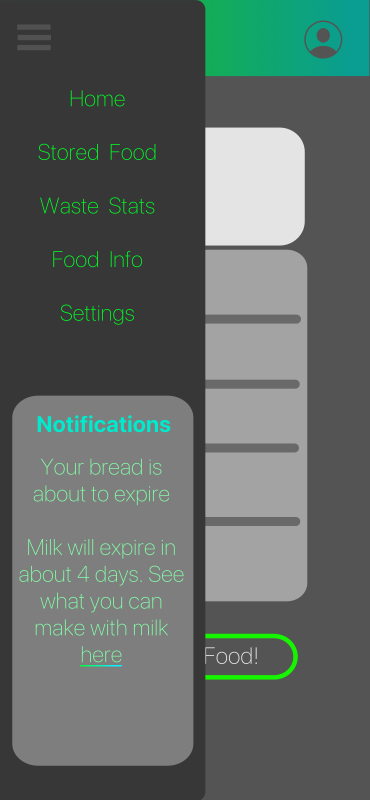 Home
Stored Food
Waste Stats
Food Info
Settings
Notifications
Your bread is
about to expire
Milk will expire in
about 4 days. See
what you can
make with milk
here
Food!